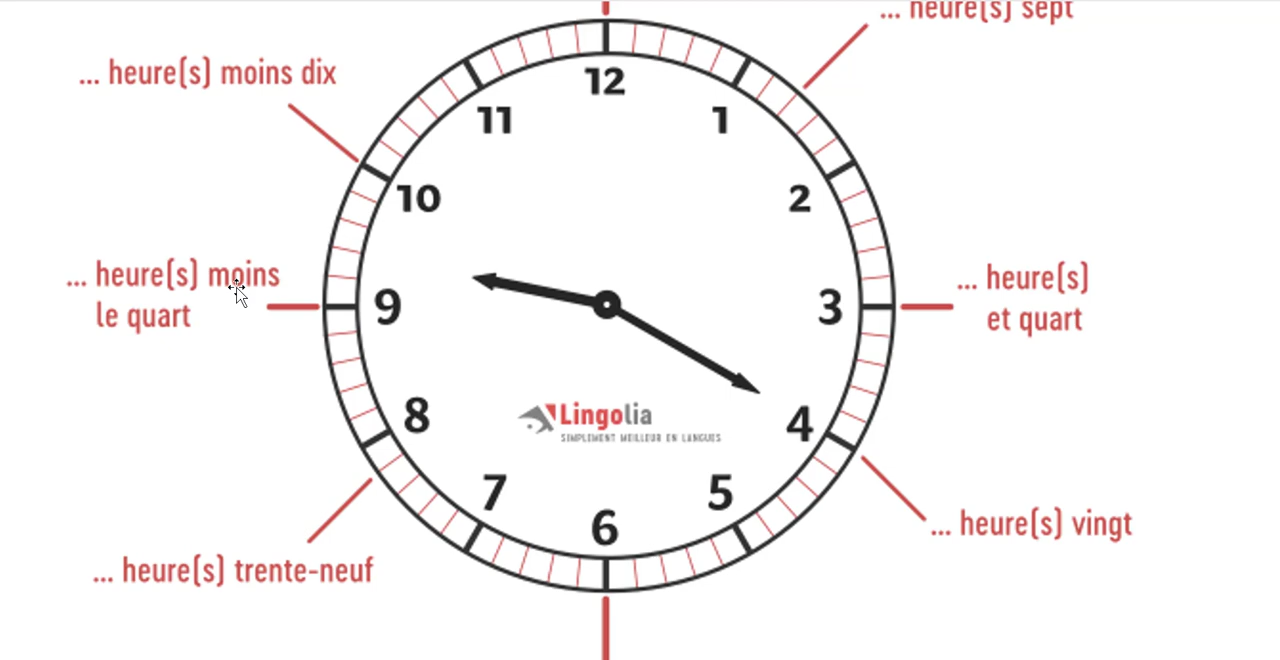 ... heure(s) sept
... heure(s) moins dix
12
11
1
10
2
... heure(s) moins
le quart
9
3
... heure(s)
et quart
8
4
Lingolia
SIMPLEMENT MEILLEUR EN LANGUES
7
5
6
... heure(s) vingt
... heure(s) trente-neuf